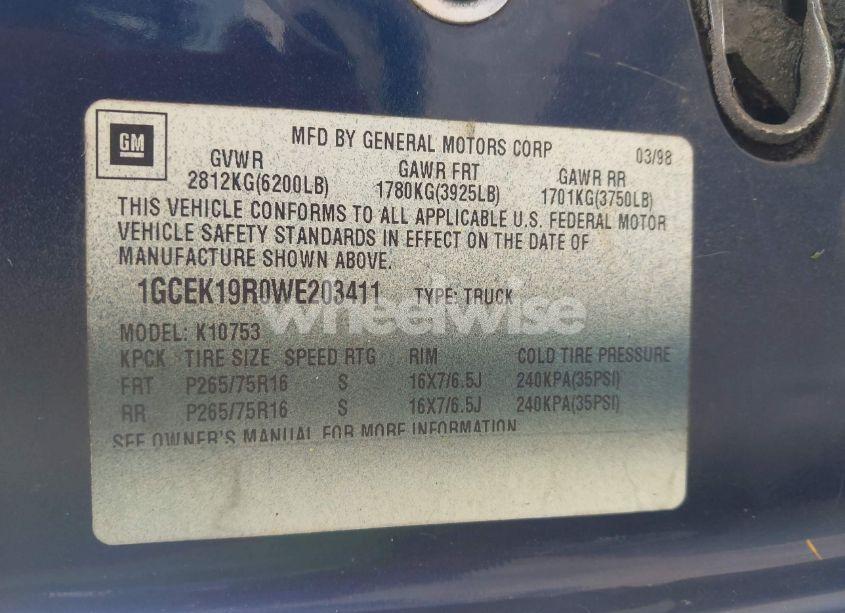 GM
MFD BY GENERAL MOTORS CORP 03/98
GVWR GAWR FRT GAWR RR
2812KG(6200LB) 1780KG(3925LB) 1701KG(3750LB)
THIS VEHICLE CONFORMS TO ALL APPLICABLE U.S. FEDERAL MOTOR
VEHICLE SAFETY STANDARDS IN EFFECT ON THE DATE OF
MANUFACTURE SHOWN ABOVE.
1GCEK19R0WE203411 TYPE: TRUCK
wheelwise
MODEL: K10753
KPCK TIRE SIZE SPEED RTG RIM COLD TIRE PRESSURE
FRT P265/75R16 S 16X7/6.5J 240KPA(35PSI)
RR P265/75R16 S 16X7/6.5J 240KPA(35PSI)
SEE OWNER'S MANUAL FOR MORE INFORMATION